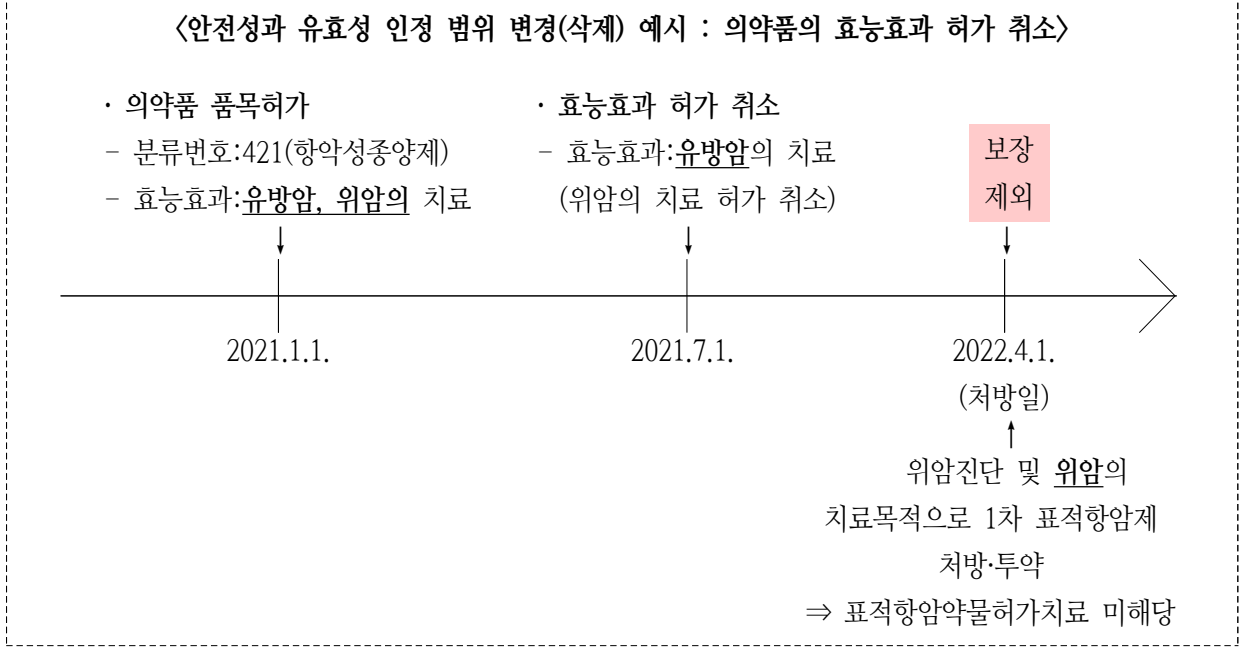 〈안전성과 유효성 인정 범위 변경(삭제) 예시 : 의약품의 효능효과 허가 취소〉
· 의약품 품목허가
- 분류번호:421(항악성종양제)
- 효능효과:유방암, 위암의 치료
· 효능효과 허가 취소
- 효능효과:유방암의 치료
(위암의 치료 허가 취소)
보장
제외
2021.1.1.
2021.7.1.
2022.4.1.
(처방일)
위암진단 및 위암의
치료목적으로 1차 표적항암제
처방·투약
⇒ 표적항암약물허가치료 미해당